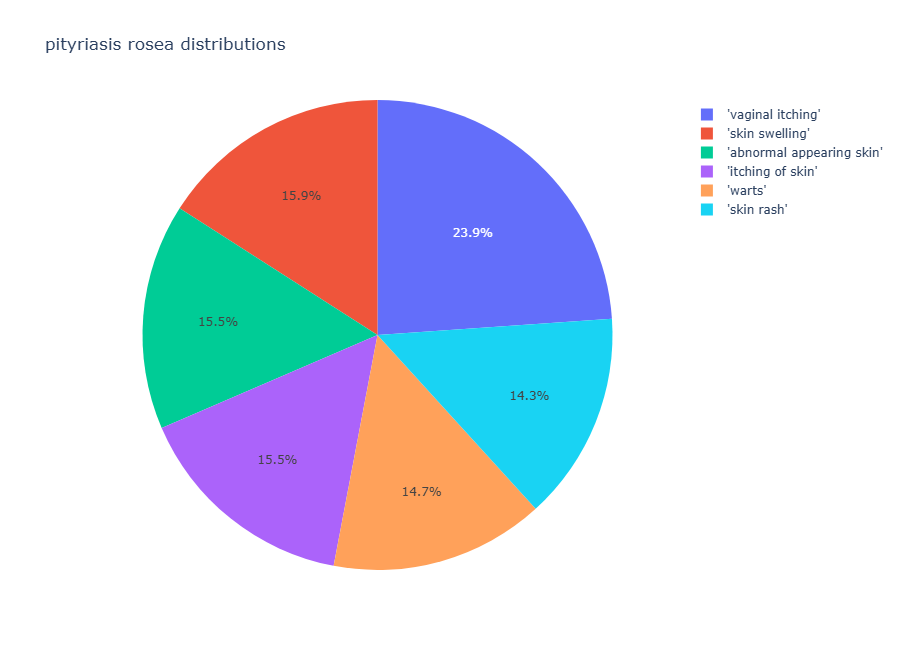 pityriasis rosea distributions
'vaginal itching'
'skin swelling'
'abnormal appearing skin'
'itching of skin'
'warts'
'skin rash'
15.9%
23.9%
15.5%
14.3%
15.5%
14.7%